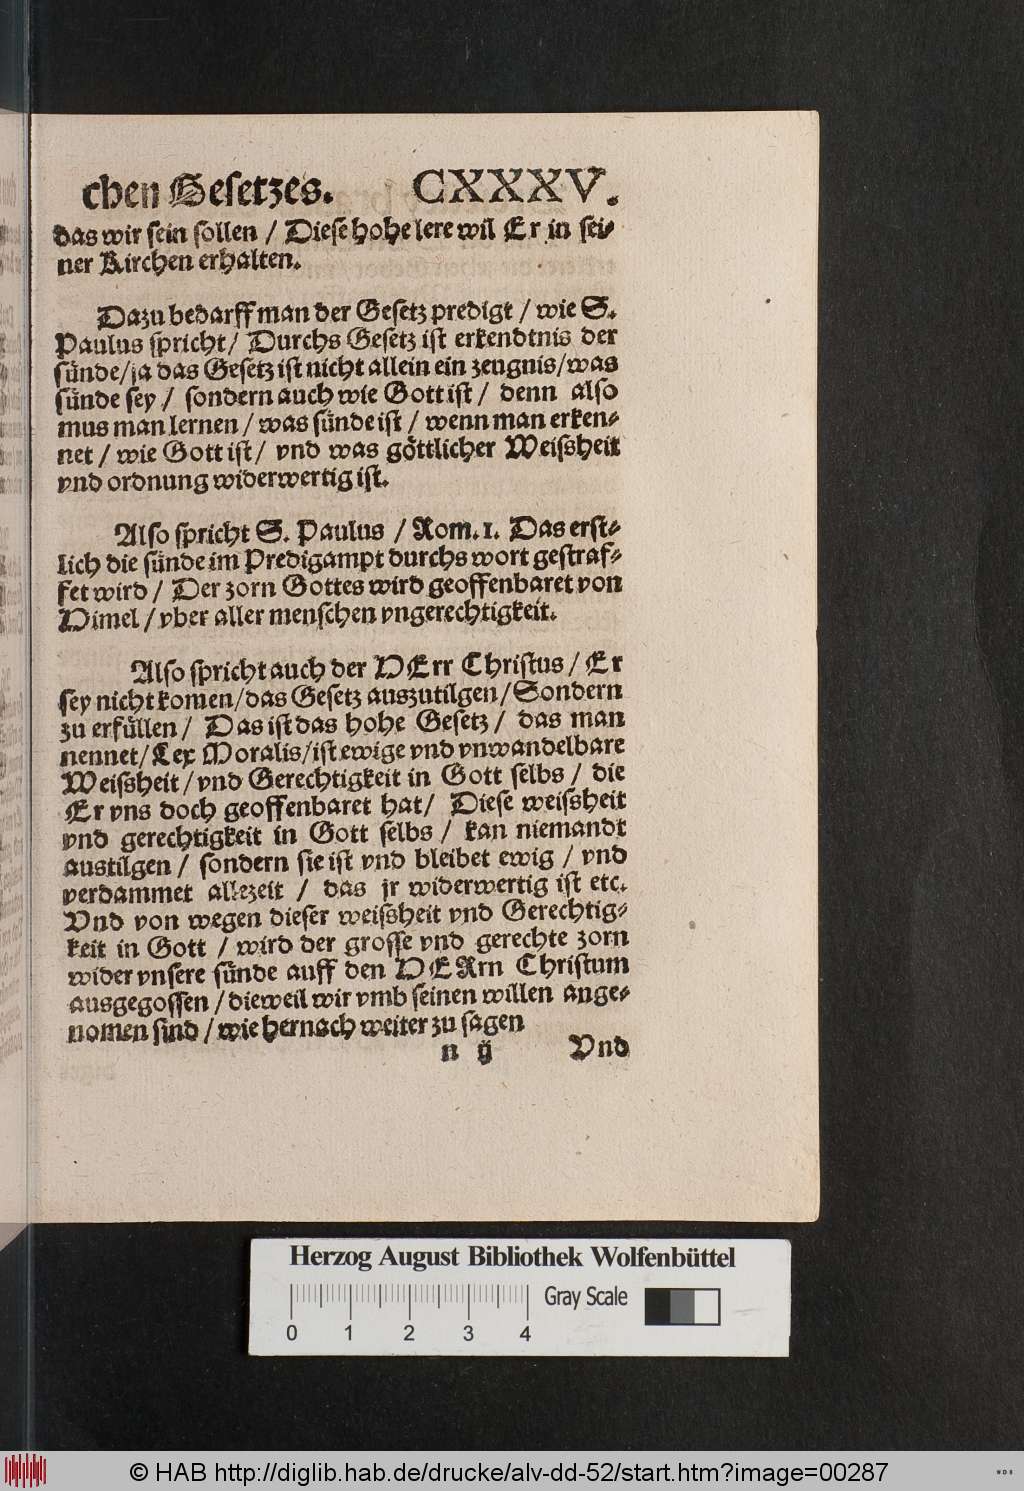 chen Gesetzes. CXXXV.
das wir sein sollen / Diese hohe lere wil Er in sei⸗
ner Kirchen erhalten.
Dazu bedarff man der Gesetz predigt / wie S.
Paulus spricht / Durchs Gesetz ist erkendtnis der
sünde / ja das Gesetz ist nicht allein ein zeugnis / was
sünde sey / sondern auch wie Gott ist / denn also
mus man lernen / was sünde ist / wenn man erken⸗
net / wie Gott ist / vnd was göttlicher Weissheit
vnd ordnung widerwertig ist.
Also spricht S. Paulus / Rom. 1. Das erst⸗
lich die sünde im Predigampt durchs wort gestraf⸗
fet wird / Der zorn Gottes wird geoffenbaret von
Himel / vber aller menschen vngerechtigkeit.
Also spricht auch der HErr Christus / Er
sey nicht komen / das Gesetz auszutilgen / Sondern
zu erfüllen / Das ist das hohe Gesetz / das man
nennet / Lex Moralis / ist ewige vnd vnwandelbare
Weissheit / vnd Gerechtigkeit in Gott selbs / die
Er vns doch geoffenbaret hat / Diese weissheit
vnd gerechtigkeit in Gott selbs / kan niemandt
austilgen / sondern sie ist vnd bleibet ewig / vnd
verdammet allezeit / das jr widerwertig ist etc.
Vnd von wegen dieser weissheit vnd Gerechtig⸗
keit in Gott / wird der grosse vnd gerechte zorn
wider vnsere sünde auff den HERrn Christum
ausgegossen / dieweil wir vmb seinen willen ange⸗
nomen sind / wie hernach weiter zu sagen
n ij Vnd
Herzog August Bibliothek Wolfenbüttel
Gray Scale
0 1 2 3 4
© HAB http://diglib.hab.de/drucke/alv-dd-52/start.htm?image=00287